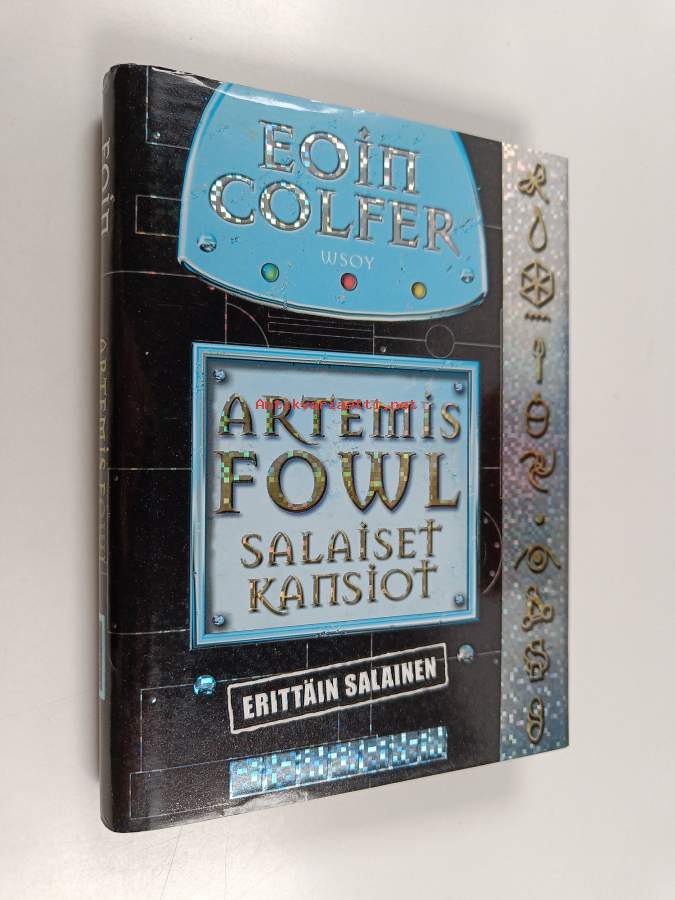 EOIN
COLFER
WSOY
ARTEMIS
Antikvariaatti.net
FOWL
SALAISET
KANSIOT
ERITTÄIN SALAINEN
EOIN
ARTEMIS FOWL